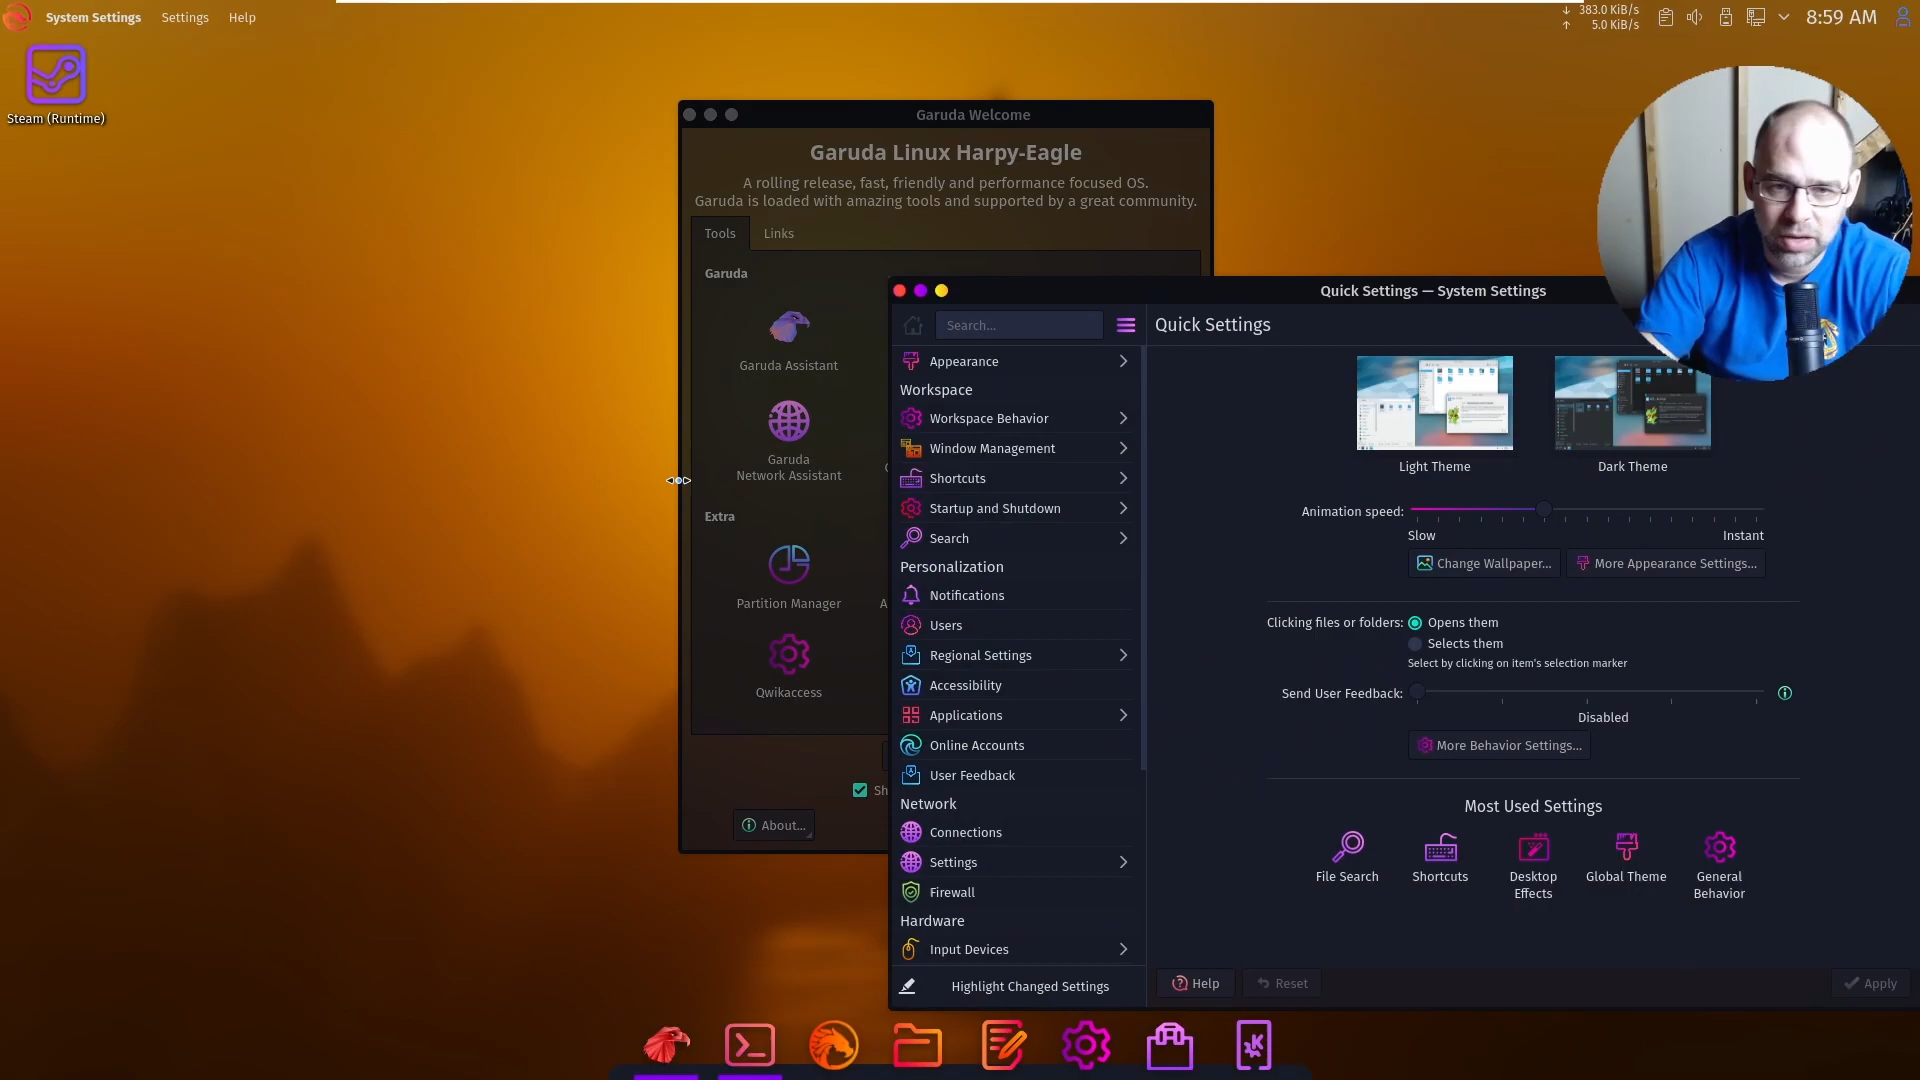 System Settings
Settings
Help
383.0 KiB/s
5.0 KiB/s
8:59 AM
Steam (Runtime)
Garuda Welcome
Garuda Linux Harpy-Eagle
A rolling release, fast, friendly and performance focused OS.
Garuda is loaded with amazing tools and supported by a great community.
Tools
Links
Garuda
Garuda Assistant
Garuda
Network Assistant
Extra
Partition Manager
A
Qwikaccess
Sh
About...
Quick Settings — System Settings
Search...
Appearance
Workspace
Workspace Behavior
Window Management
Shortcuts
Startup and Shutdown
Search
Personalization
Notifications
Users
Regional Settings
Accessibility
Applications
Online Accounts
User Feedback
Network
Connections
Settings
Firewall
Hardware
Input Devices
Highlight Changed Settings
Quick Settings
Light Theme
Dark Theme
Animation speed:
Slow
Instant
Change Wallpaper...
More Appearance Settings...
Clicking files or folders:
Opens them
Selects them
Select by clicking on item's selection marker
Send User Feedback:
Disabled
More Behavior Settings...
Most Used Settings
File Search
Shortcuts
Desktop
Effects
Global Theme
General
Behavior
Help
Reset
Apply